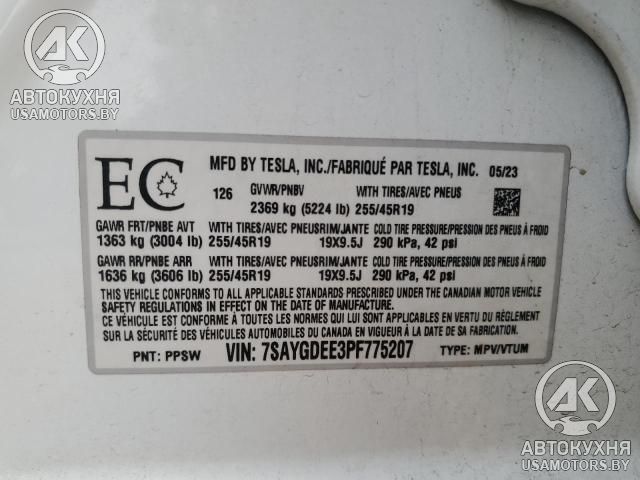 AK
АВТОКУХНЯ
USAMOTORS.BY
EC
MFD BY TESLA, INC./FABRIQUÉ PAR TESLA, INC. 05/23
126 GVWR/PNBV WITH TIRES/AVEC PNEUS
2369 kg (5224 lb) 255/45R19
GAWR FRT/PNBE AVT WITH TIRES/AVEC PNEUS RIM/JANTE COLD TIRE PRESSURE/PRESSION DES PNEUS À FROID
1363 kg (3004 lb) 255/45R19 19X9.5J 290 kPa, 42 psi
GAWR RR/PNBE ARR WITH TIRES/AVEC PNEUS RIM/JANTE COLD TIRE PRESSURE/PRESSION DES PNEUS À FROID
1636 kg (3606 lb) 255/45R19 19X9.5J 290 kPa, 42 psi
THIS VEHICLE CONFORMS TO ALL APPLICABLE STANDARDS PRESCRIBED UNDER THE CANADIAN MOTOR VEHICLE
SAFETY REGULATIONS IN EFFECT ON THE DATE OF MANUFACTURE.
CE VÉHICULE EST CONFORME À TOUTES LES NORMES QUI LUI SONT APPLICABLES EN VERTU DU RÈGLEMENT
SUR LA SÉCURITÉ DES VÉHICULES AUTOMOBILES DU CANADA EN VIGUEUR À LA DATE DE SA FABRICATION.
PNT: PPSW VIN: 7SAYGDEE3PF775207 TYPE: MPV/VTUM
AK
АВТОКУХНЯ
USAMOTORS.BY